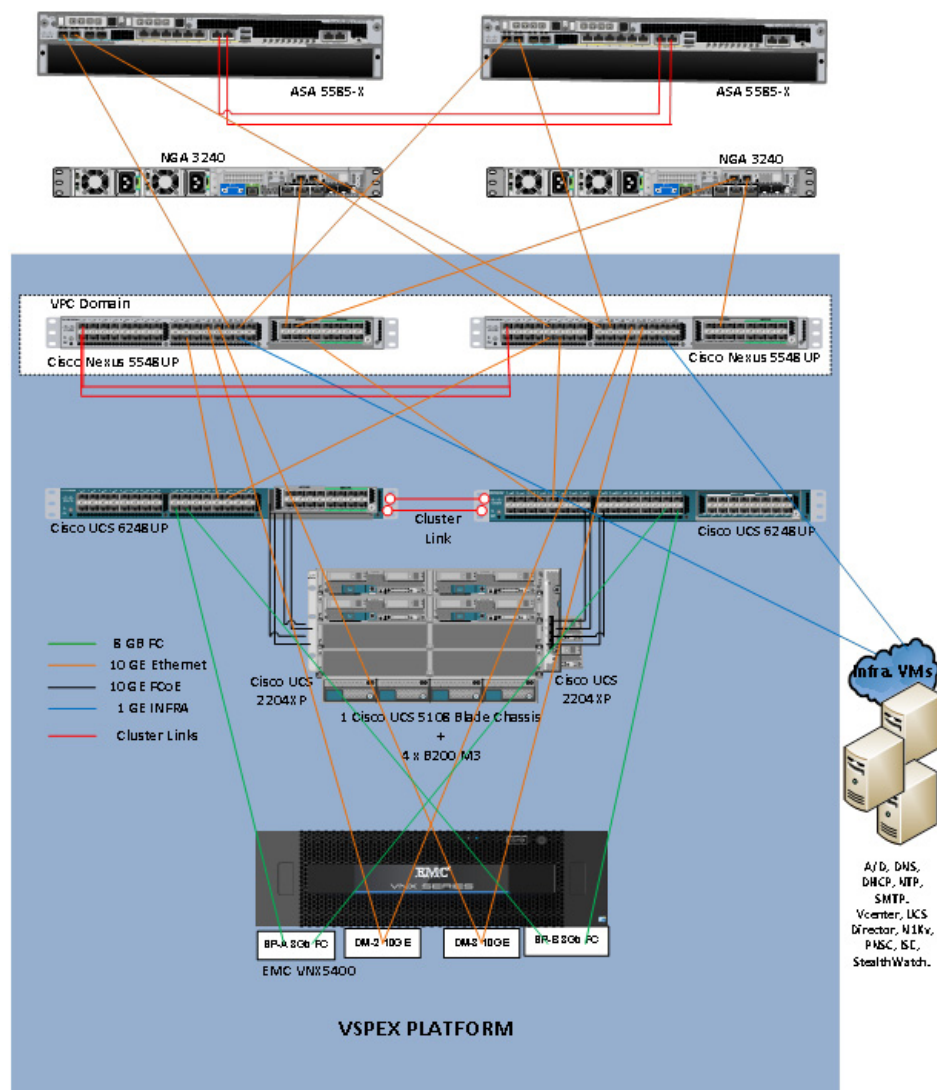 ASA 5585-X
ASA 5585-X
NGA 3240
NGA 3240
VPC Domain
Cisco Nexus 5548UP
Cisco Nexus 5548 UP
Cisco UCS 6248UP
Cluster
Link
Cisco UCS 6248UP
8 GB FC
10 GE Ethernet
10GE FCoE
1 GE INFRA
Cluster Links
Cisco UCS
2204XP
Cisco UCS
2204XP
1 Cisco UCS 5108 Blade Chassis
+
4 x B200 M3
Infra. VMs
EMC
VNX SERIES
SP-A 8Gb FC
DM-2 10GE
DM-3 10GE
SP-B 8Gb FC
EMC VNX5400
A/D, DNS,
DHCP, NTP,
SMTP.
Vcenter, UCS
Director, N1Kv,
PNSC, ISE,
StealthWatch.
VSPEX PLATFORM